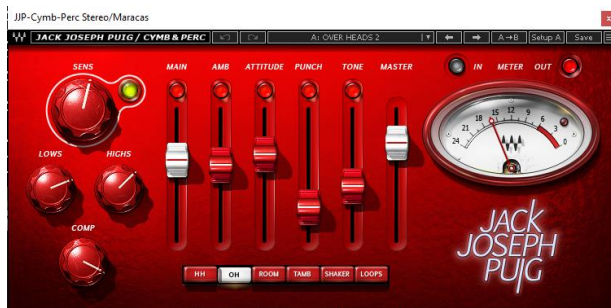 JJP-Cymb-Perc Stereo/Maracas
x
JACK JOSEPH PUIG / CYMB & PERC
A: OVER HEADS 2
A→B
Setup A
Save
SENS
MAIN
AMB
ATTITUDE
PUNCH
TONE
MASTER
IN
METER
OUT
24
21
18
15
12
9
6
3
0
LOWS
HIGHS
COMP
HH
OH
ROOM
TAMB
SHAKER
LOOPS
JACK
JOSEPH
PUIG